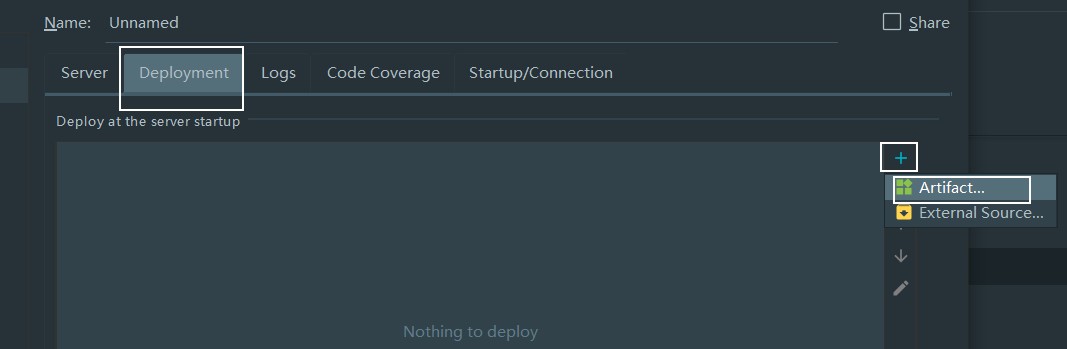 Name: Unnamed Share
Server Deployment Logs Code Coverage Startup/Connection
Deploy at the server startup
Artifact...
External Source...
Nothing to deploy